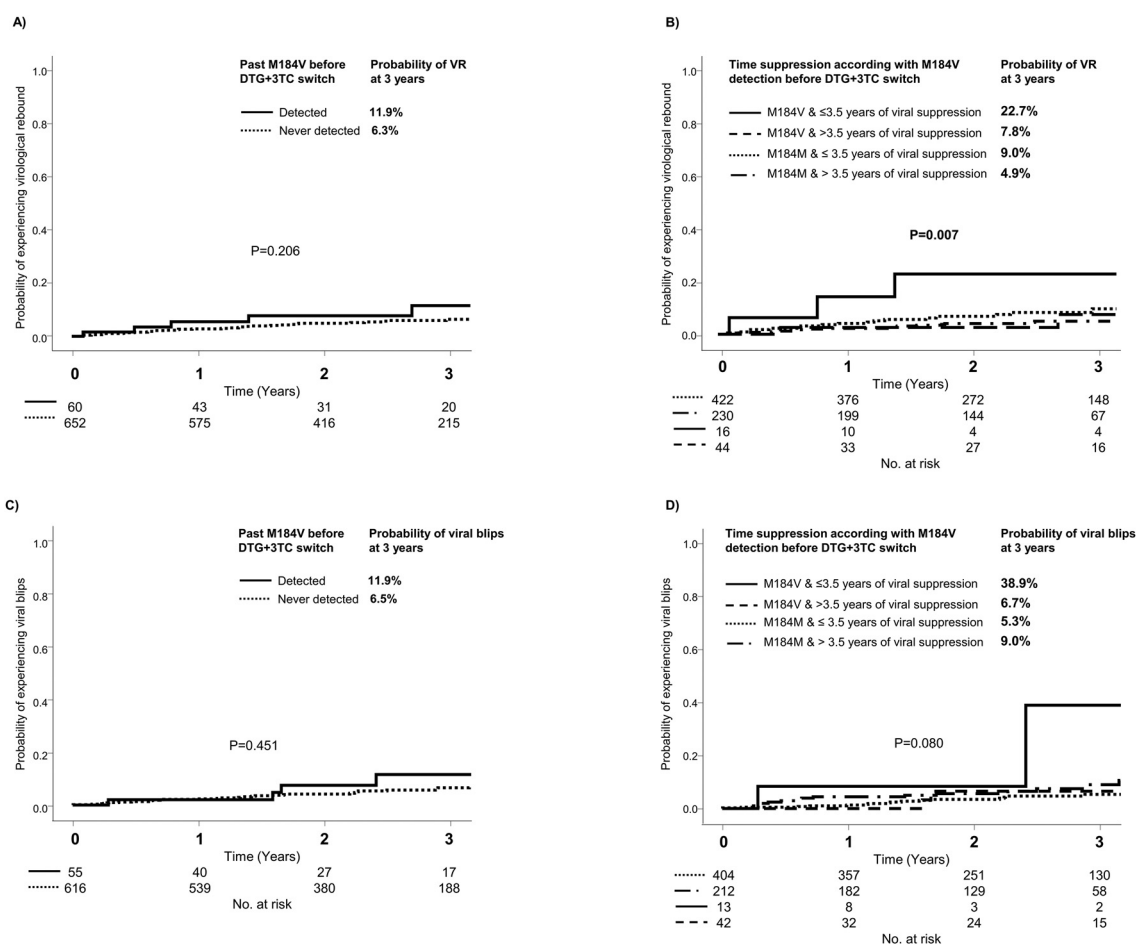 A)
Past M184V before
DTG+3TC switch
Probability of VR
at 3 years
Detected 11.9%
Never detected 6.3%
P=0.206
Probability of experiencing virological rebound
1.0
0.8
0.6
0.4
0.2
0.0
0 1 2 3
Time (Years)
60 43 31 20
652 575 416 215
B)
Time suppression according with M184V
detection before DTG+3TC switch
Probability of VR
at 3 years
M184V & ≤3.5 years of viral suppression 22.7%
M184V & >3.5 years of viral suppression 7.8%
M184M & ≤ 3.5 years of viral suppression 9.0%
M184M & > 3.5 years of viral suppression 4.9%
P=0.007
Probability of experiencing virological rebound
1.0
0.8
0.6
0.4
0.2
0.0
0 1 2 3
Time (Years)
422 376 272 148
230 199 144 67
16 10 4 4
44 33 27 16
No. at risk
C)
Past M184V before
DTG+3TC switch
Probability of viral blips
at 3 years
Detected 11.9%
Never detected 6.5%
P=0.451
Probability of experiencing viral blips
1.0
0.8
0.6
0.4
0.2
0.0
0 1 2 3
Time (Years)
55 40 27 17
616 539 380 188
No. at risk
D)
Time suppression according with M184V
detection before DTG+3TC switch
Probability of viral blips
at 3 years
M184V & ≤3.5 years of viral suppression 38.9%
M184V & >3.5 years of viral suppression 6.7%
M184M & ≤ 3.5 years of viral suppression 5.3%
M184M & > 3.5 years of viral suppression 9.0%
P=0.080
Probability of experiencing viral blips
1.0
0.8
0.6
0.4
0.2
0.0
0 1 2 3
Time (Years)
404 357 251 130
212 182 129 58
13 8 3 2
42 32 24 15
No. at risk